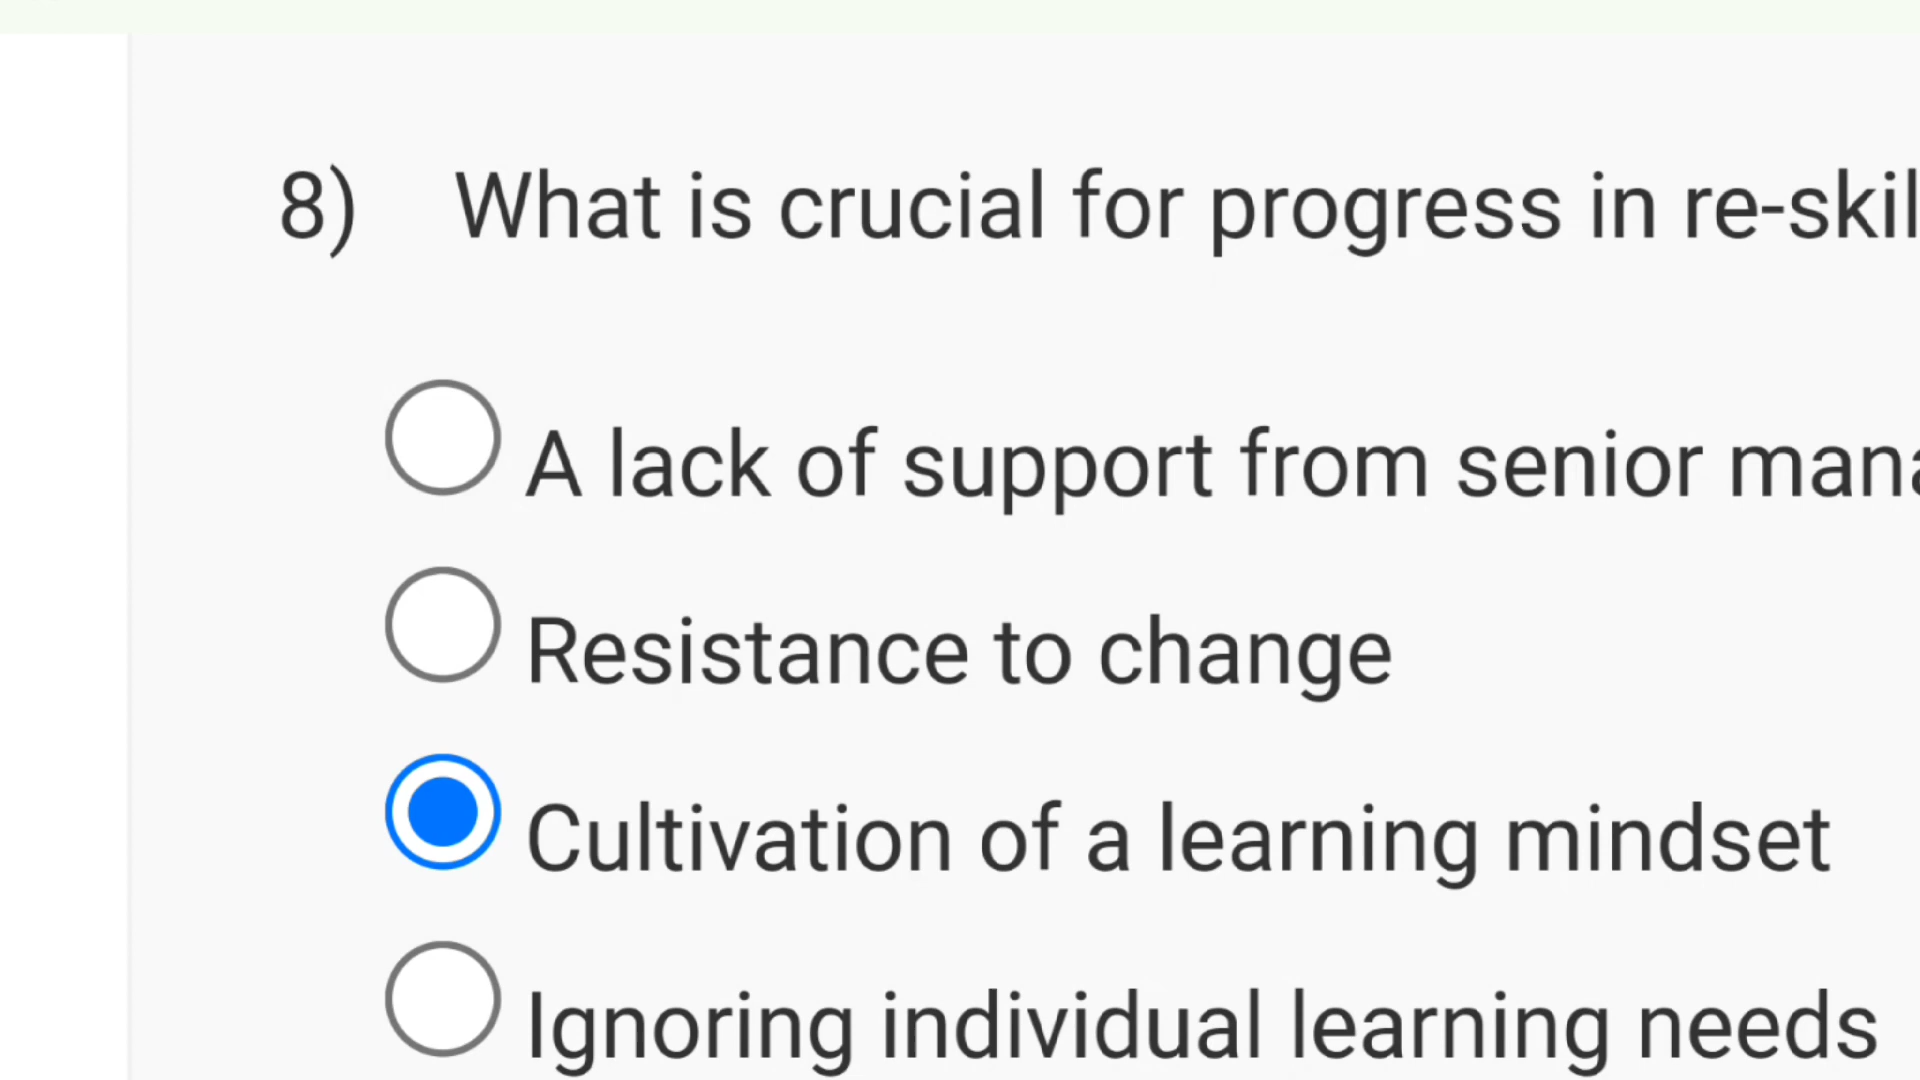 8) What is crucial for progress in re-skil
A lack of support from senior mana
Resistance to change
Cultivation of a learning mindset
Ignoring individual learning needs